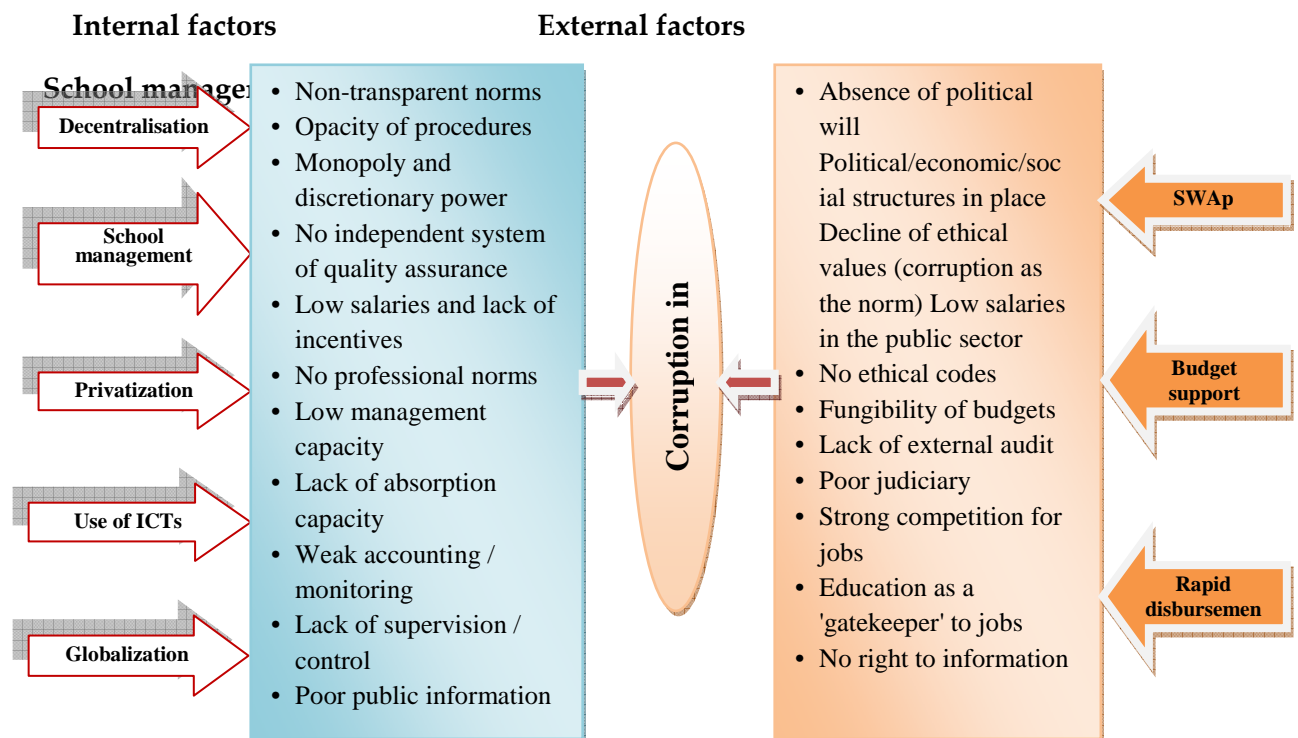 Internal factors
External factors
School manager
Decentralisation
School
management
Privatization
Use of ICTs
Globalization
• Non-transparent norms
• Opacity of procedures
• Monopoly and
discretionary power
• No independent system
of quality assurance
• Low salaries and lack of
incentives
• No professional norms
• Low management
capacity
• Lack of absorption
capacity
• Weak accounting /
monitoring
• Lack of supervision /
control
• Poor public information
Corruption in
• Absence of political
will
Political/economic/soc
ial structures in place
Decline of ethical
values (corruption as
the norm) Low salaries
in the public sector
• No ethical codes
• Fungibility of budgets
• Lack of external audit
• Poor judiciary
• Strong competition for
jobs
• Education as a
'gatekeeper' to jobs
• No right to information
SWAp
Budget
support
Rapid
disbursemen